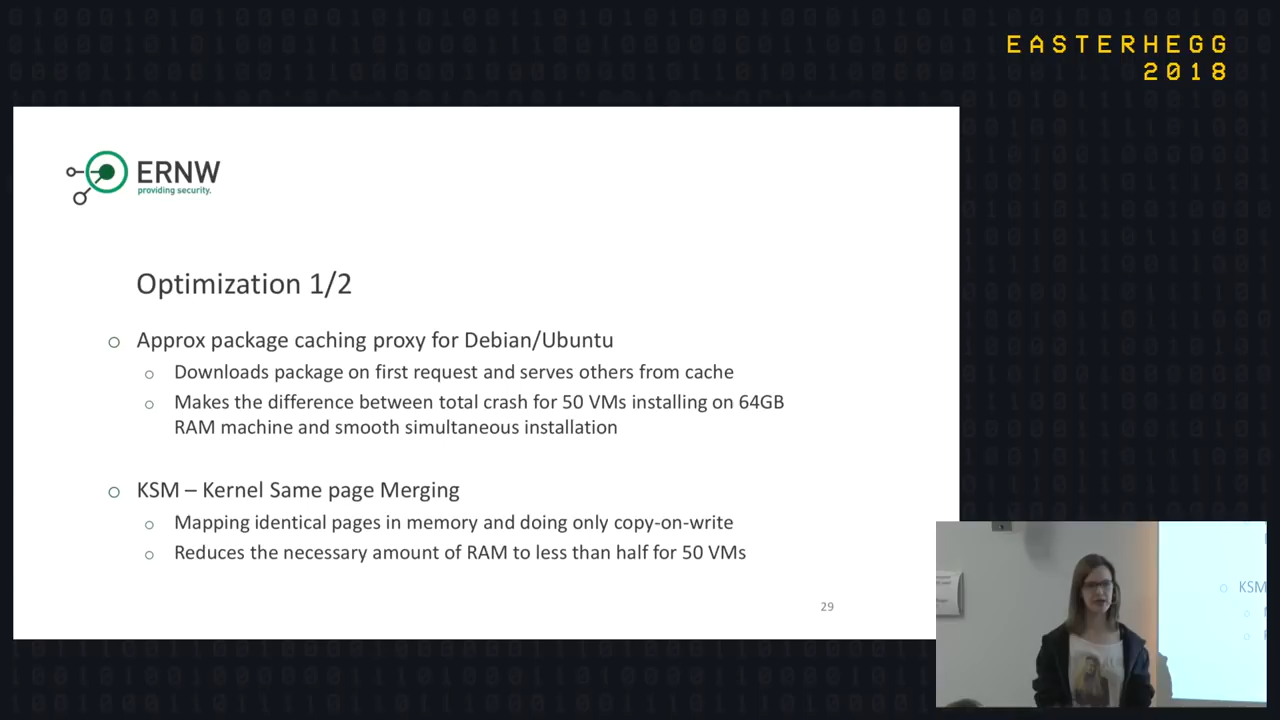 EASTERHEGG
2018
ERNW
providing security.
Optimization 1/2
Approx package caching proxy for Debian/Ubuntu
Downloads package on first request and serves others from cache
Makes the difference between total crash for 50 VMs installing on 64GB
RAM machine and smooth simultaneous installation
KSM – Kernel Same page Merging
Mapping identical pages in memory and doing only copy-on-write
Reduces the necessary amount of RAM to less than half for 50 VMs
29
KSM